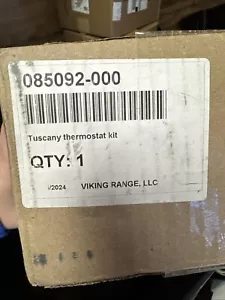 085092-000
Tuscany thermostat kit
QTY: 1
/2024 VIKING RANGE, LLC